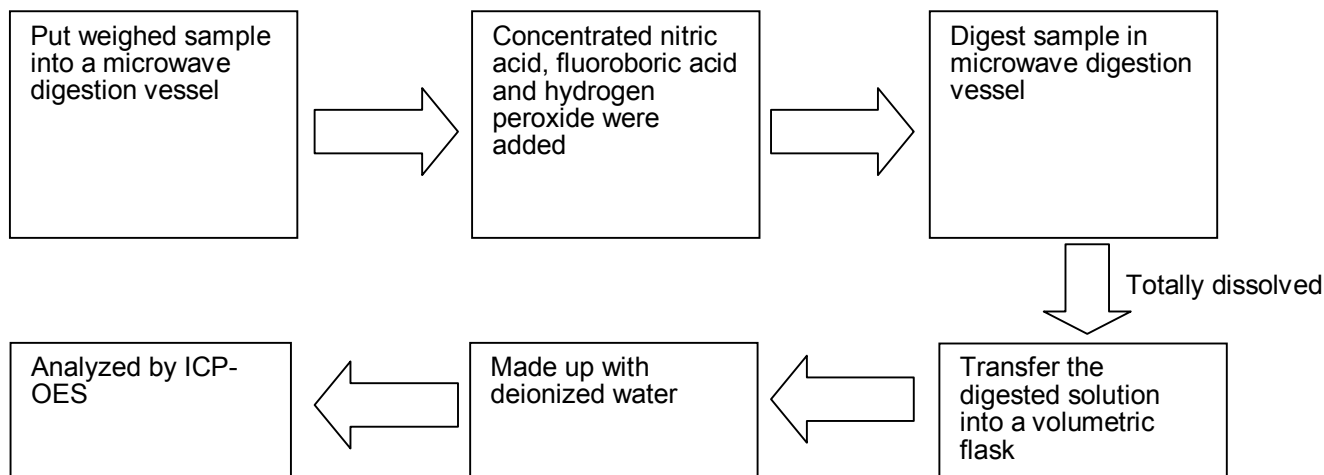 Put weighed sample
into a microwave
digestion vessel
Concentrated nitric
acid, fluoroboric acid
and hydrogen
peroxide were
added
Digest sample in
microwave digestion
vessel
Totally dissolved
Transfer the
digested solution
into a volumetric
flask
Made up with
deionized water
Analyzed by ICP-
OES